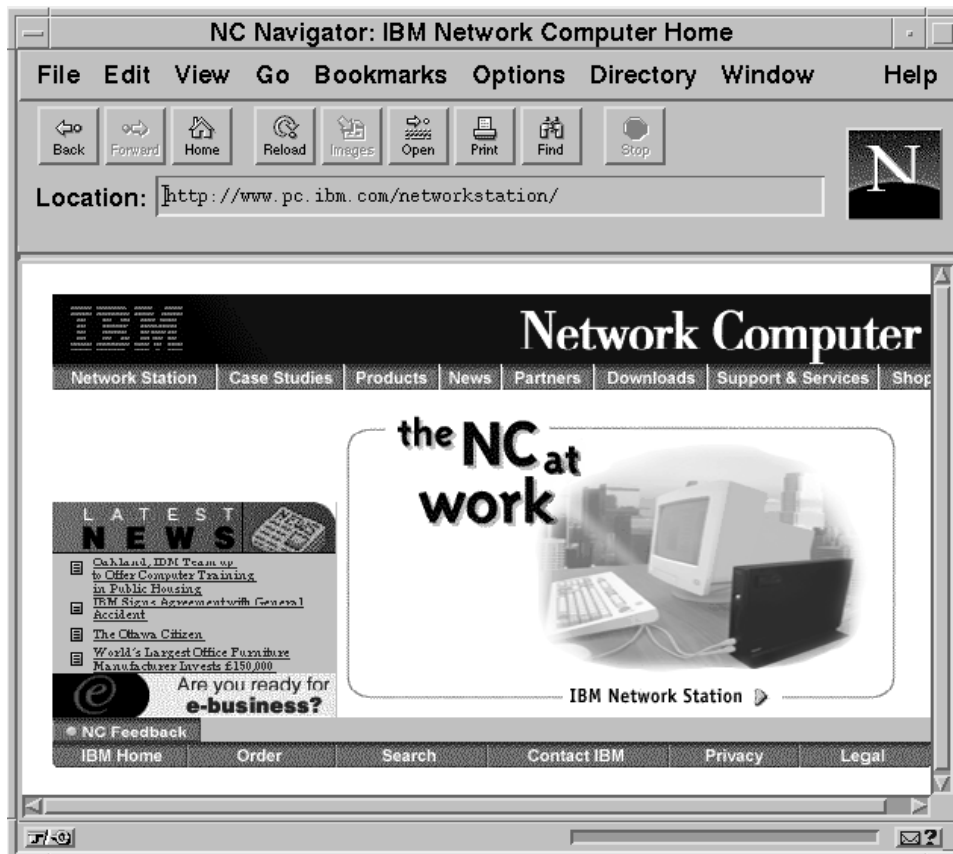 NC Navigator: IBM Network Computer Home
File Edit View Go Bookmarks Options Directory Window Help
Back Forward Home Reload Images Open Print Find Stop
Location: http://www.pc.ibm.com/networkstation/
N
IBM Network Computer
Network Station Case Studies Products News Partners Downloads Support & Services Shop
the NC at
work
LATEST
NEWS
NEWS
Oakland, IBM Team up
to Offer Computer Training
in Public Housing
IBM Signs Agreement with General
Accident
The Ottawa Citizen
World's Largest Office Furniture
Manufacturer Invests £150,000
e
Are you ready for
e-business?
IBM Network Station
NC Feedback
IBM Home Order Search Contact IBM Privacy Legal